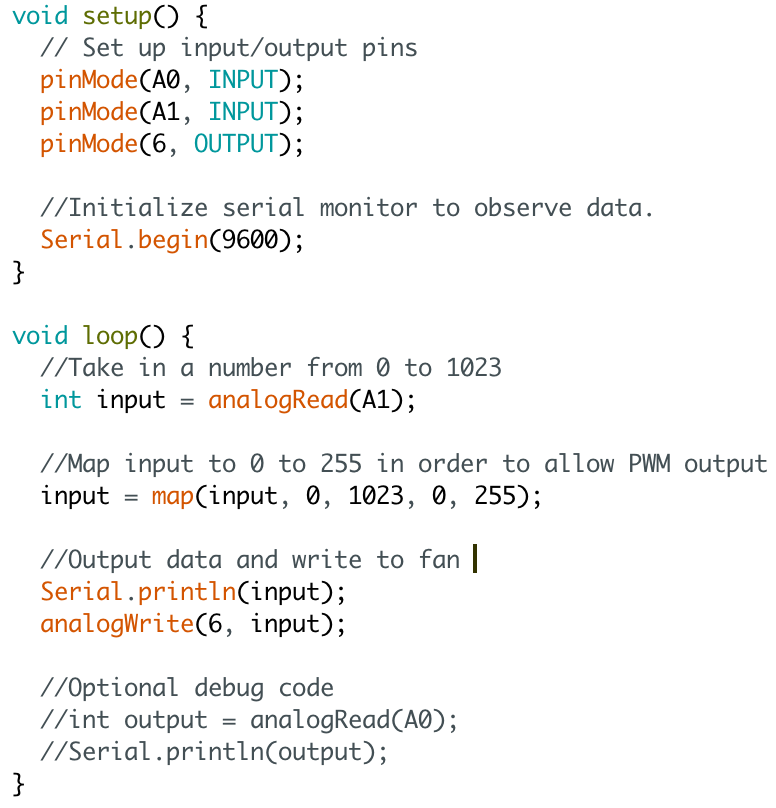 void setup() {
  // Set up input/output pins
  pinMode(A0, INPUT);
  pinMode(A1, INPUT);
  pinMode(6, OUTPUT);

  //Initialize serial monitor to observe data.
  Serial.begin(9600);
}

void loop() {
  //Take in a number from 0 to 1023
  int input = analogRead(A1);

  //Map input to 0 to 255 in order to allow PWM output
  input = map(input, 0, 1023, 0, 255);

  //Output data and write to fan
  Serial.println(input);
  analogWrite(6, input);

  //Optional debug code
  //int output = analogRead(A0);
  //Serial.println(output);
}